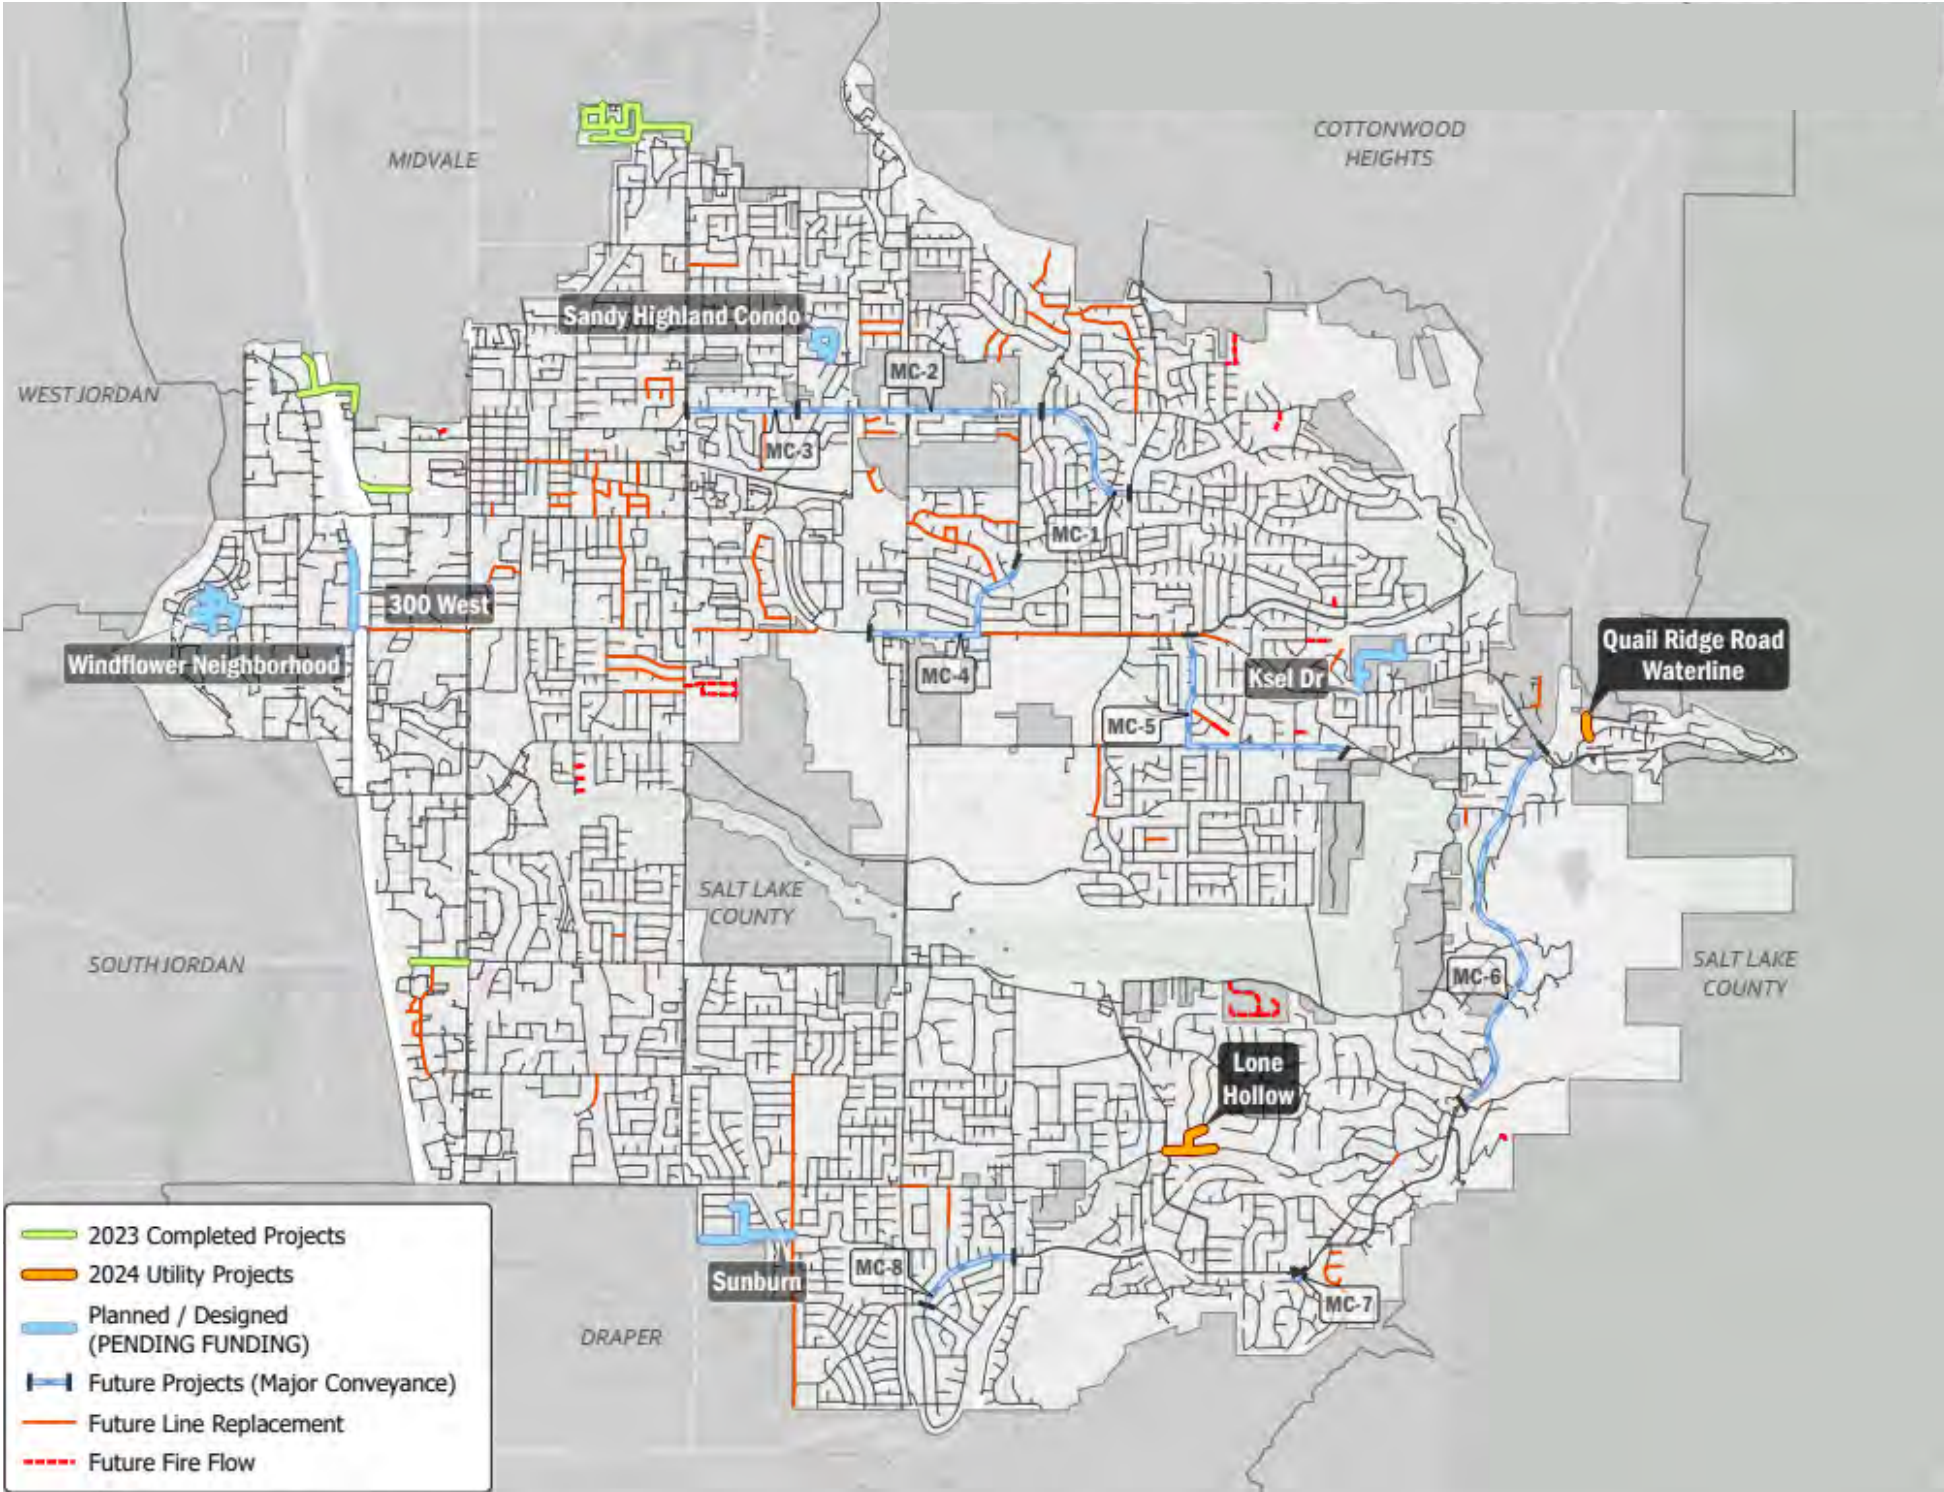 COTTONWOOD
HEIGHTS
MIDVALE
Sandy Highland Condo
MC-2
WEST JORDAN
MC-3
MC-1
300 West
Windflower Neighborhood
Quail Ridge Road
Waterline
MC-4
Ksel Dr
MC-5
SALT LAKE
COUNTY
SOUTH JORDAN
MC-6
SALT LAKE
COUNTY
Lone
Hollow
MC-8
Sunburn
MC-7
DRAPER
2023 Completed Projects
2024 Utility Projects
Planned / Designed
(PENDING FUNDING)
Future Projects (Major Conveyance)
Future Line Replacement
Future Fire Flow